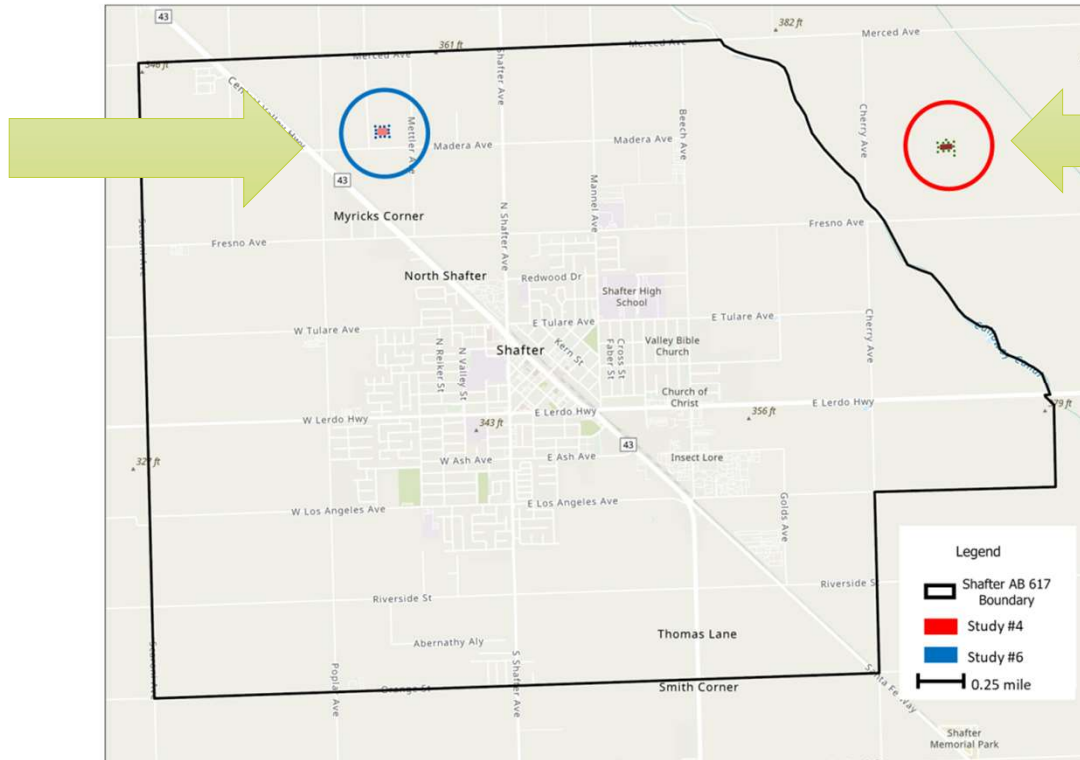 43
382 ft
Merced Ave
361 ft
Merced Ave
Merced Ave
346 ft
Shafter Ave
Central Valley Hwy
Mettler Ave
Beech Ave
Cherry Ave
Madera Ave
Madera Ave
43
Mannel Ave
Myricks Corner
N Shafter Ave
Fresno Ave
Fresno Ave
North Shafter
Redwood Dr
Shafter High
School
W Tulare Ave
E Tulare Ave
E Tulare Ave
N Reiker St
N Valley St
Shafter
Kern St
Cross St
Faber St
Valley Bible
Church
Cherry Ave
Church of
Christ
E Lerdo Hwy
W Lerdo Hwy
E Lerdo Hwy
343 ft
356 ft
43
W Ash Ave
E Ash Ave
Insect Lore
W Los Angeles Ave
E Los Angeles Ave
Golds Ave
Riverside St
Riverside St
Abernathy Aly
Thomas Lane
Poplar Ave
Orange St
S Shafter Ave
Smith Corner
Santa Fe Way
Shafter
Memorial Park
Legend
Shafter AB 617
Boundary
Study #4
Study #6
0.25 mile